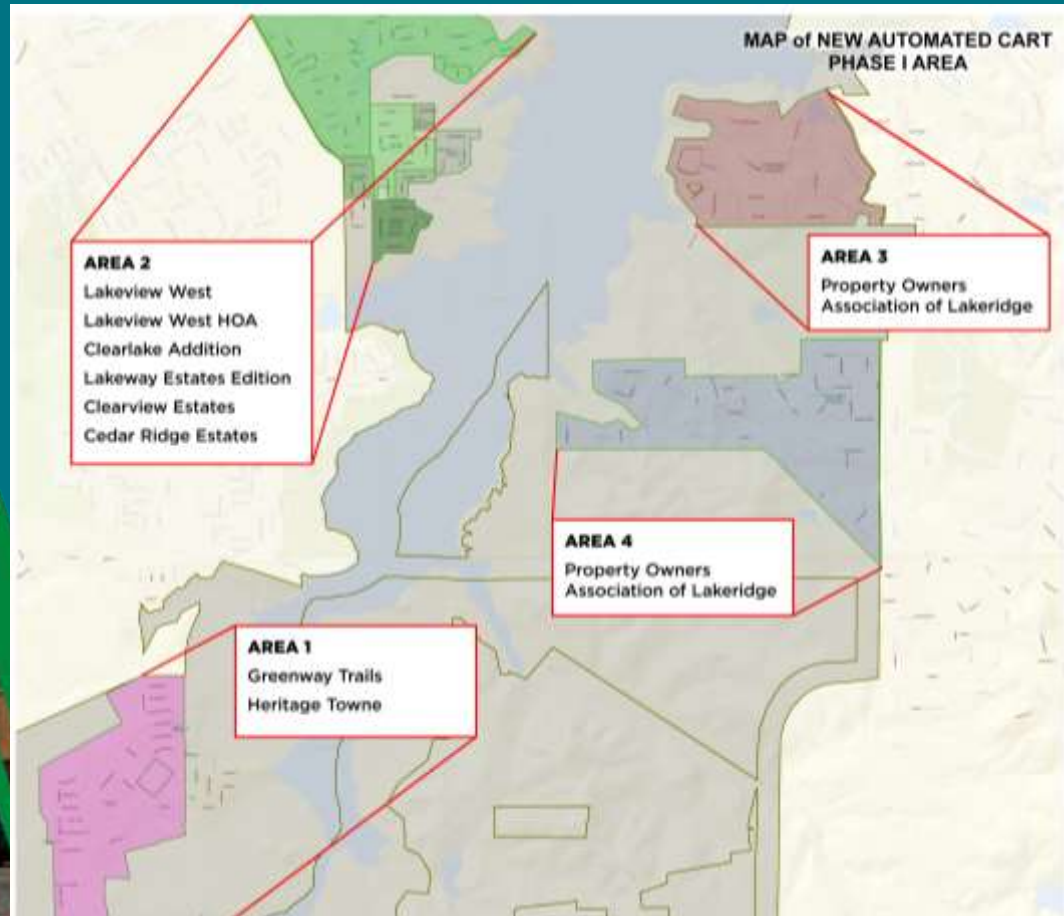 MAP of NEW AUTOMATED CART
PHASE I AREA
AREA 2
Lakeview West
Lakeview West HOA
Clearlake Addition
Lakeway Estates Edition
Clearview Estates
Cedar Ridge Estates
AREA 3
Property Owners
Association of Lakeridge
AREA 4
Property Owners
Association of Lakeridge
AREA 1
Greenway Trails
Heritage Towne